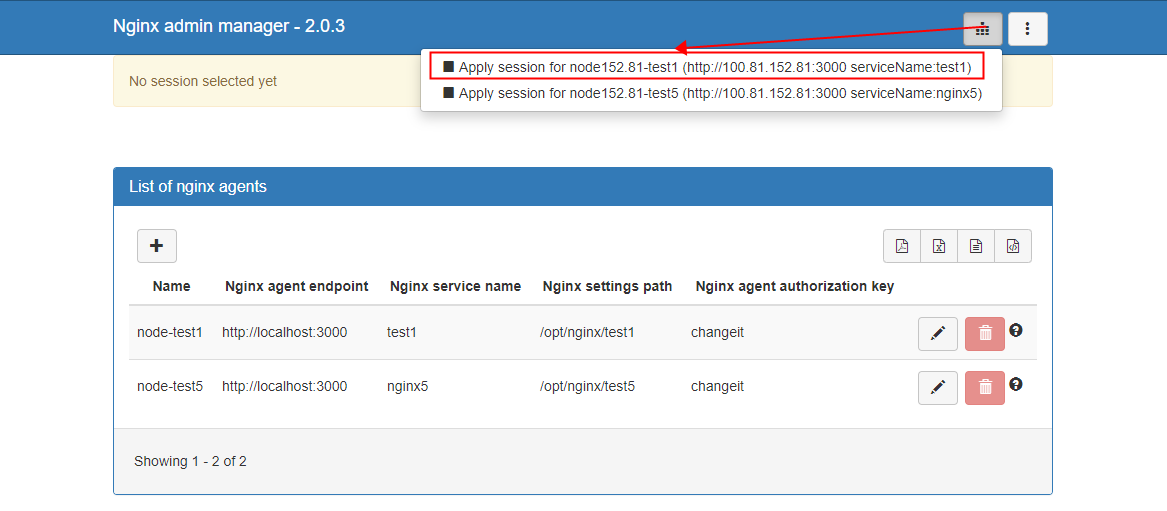 Nginx admin manager - 2.0.3
No session selected yet
Apply session for node152.81-test1 (http://100.81.152.81:3000 serviceName:test1)
Apply session for node152.81-test5 (http://100.81.152.81:3000 serviceName:nginx5)
List of nginx agents
Name Nginx agent endpoint Nginx service name Nginx settings path Nginx agent authorization key
node-test1 http://localhost:3000 test1 /opt/nginx/test1 changeit
node-test5 http://localhost:3000 nginx5 /opt/nginx/test5 changeit
Showing 1 - 2 of 2